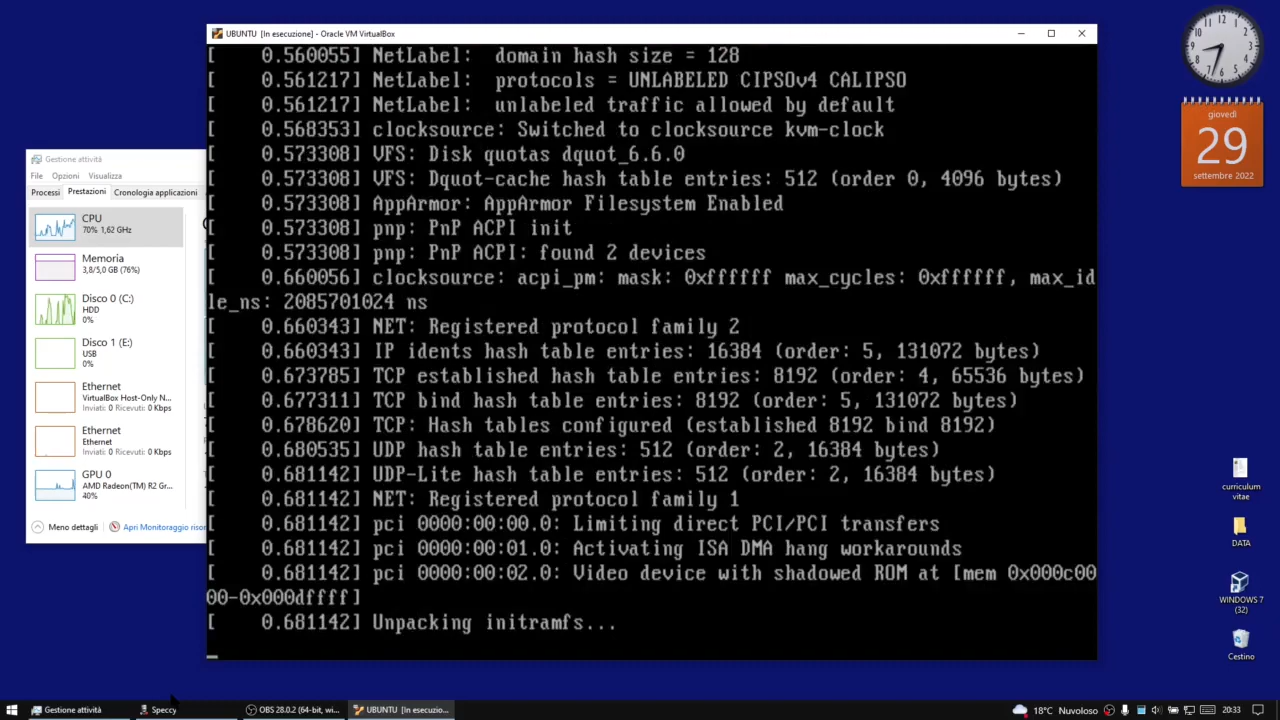 UBUNTU [In esecuzione] - Oracle VM VirtualBox
[    0.560055] NetLabel:  domain hash size = 128
[    0.561217] NetLabel:  protocols = UNLABELED CIPSOv4 CALIPSO
[    0.561217] NetLabel:  unlabeled traffic allowed by default
[    0.568353] clocksource: Switched to clocksource kvm-clock
[    0.573308] VFS: Disk quotas dquot_6.6.0
[    0.573308] VFS: Dquot-cache hash table entries: 512 (order 0, 4096 bytes)
[    0.573308] AppArmor: AppArmor Filesystem Enabled
[    0.573308] pnp: PnP ACPI init
[    0.573308] pnp: PnP ACPI: found 2 devices
[    0.660056] clocksource: acpi_pm: mask: 0xffffff max_cycles: 0xffffff, max_id
le_ns: 2085701024 ns
[    0.660343] NET: Registered protocol family 2
[    0.660343] IP idents hash table entries: 16384 (order: 5, 131072 bytes)
[    0.673785] TCP established hash table entries: 8192 (order: 4, 65536 bytes)
[    0.677311] TCP bind hash table entries: 8192 (order: 5, 131072 bytes)
[    0.678620] TCP: Hash tables configured (established 8192 bind 8192)
[    0.680535] UDP hash table entries: 512 (order: 2, 16384 bytes)
[    0.681142] UDP-Lite hash table entries: 512 (order: 2, 16384 bytes)
[    0.681142] NET: Registered protocol family 1
[    0.681142] pci 0000:00:00.0: Limiting direct PCI/PCI transfers
[    0.681142] pci 0000:00:01.0: Activating ISA DMA hang workarounds
[    0.681142] pci 0000:00:02.0: Video device with shadowed ROM at [mem 0x000c00
00-0x000dffff]
[    0.681142] Unpacking initramfs...
Gestione attività
File Opzioni Visualizza
Processi Prestazioni Cronologia applicazioni
CPU
70% 1,62 GHz
Memoria
3,8/5,0 GB (76%)
Disco 0 (C:)
HDD
0%
Disco 1 (E:)
USB
0%
Ethernet
VirtualBox Host-Only N...
Inviati: 0 Ricevuti: 0 Kbps
Ethernet
Ethernet
Inviati: 0 Ricevuti: 0 Kbps
GPU 0
AMD Radeon(TM) R2 Gr...
40%
Meno dettagli Apri Monitoraggio risor
12
1
2
3
4
5
6
7
8
9
10
11
giovedì
29
settembre 2022
curriculum
vitae
DATA
WINDOWS 7
(32)
Cestino
Gestione attività
Speccy
OBS 28.0.2 (64-bit, wi...
UBUNTU [In esecuzio...
18°C Nuvoloso
20:33